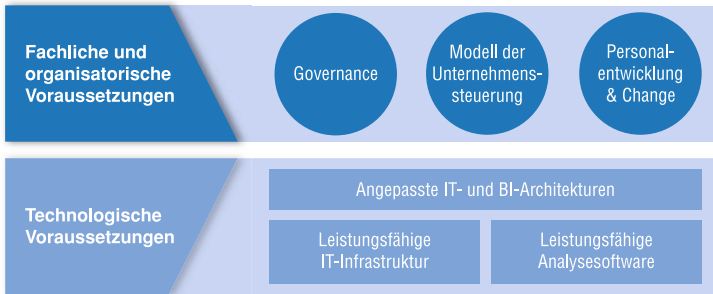 Fachliche und
organisatorische
Voraussetzungen
Governance
Modell der
Unternehmens-
steuerung
Personal-
entwicklung
& Change
Technologische
Voraussetzungen
Angepasste IT- und BI-Architekturen
Leistungsfähige
IT-Infrastruktur
Leistungsfähige
Analysesoftware